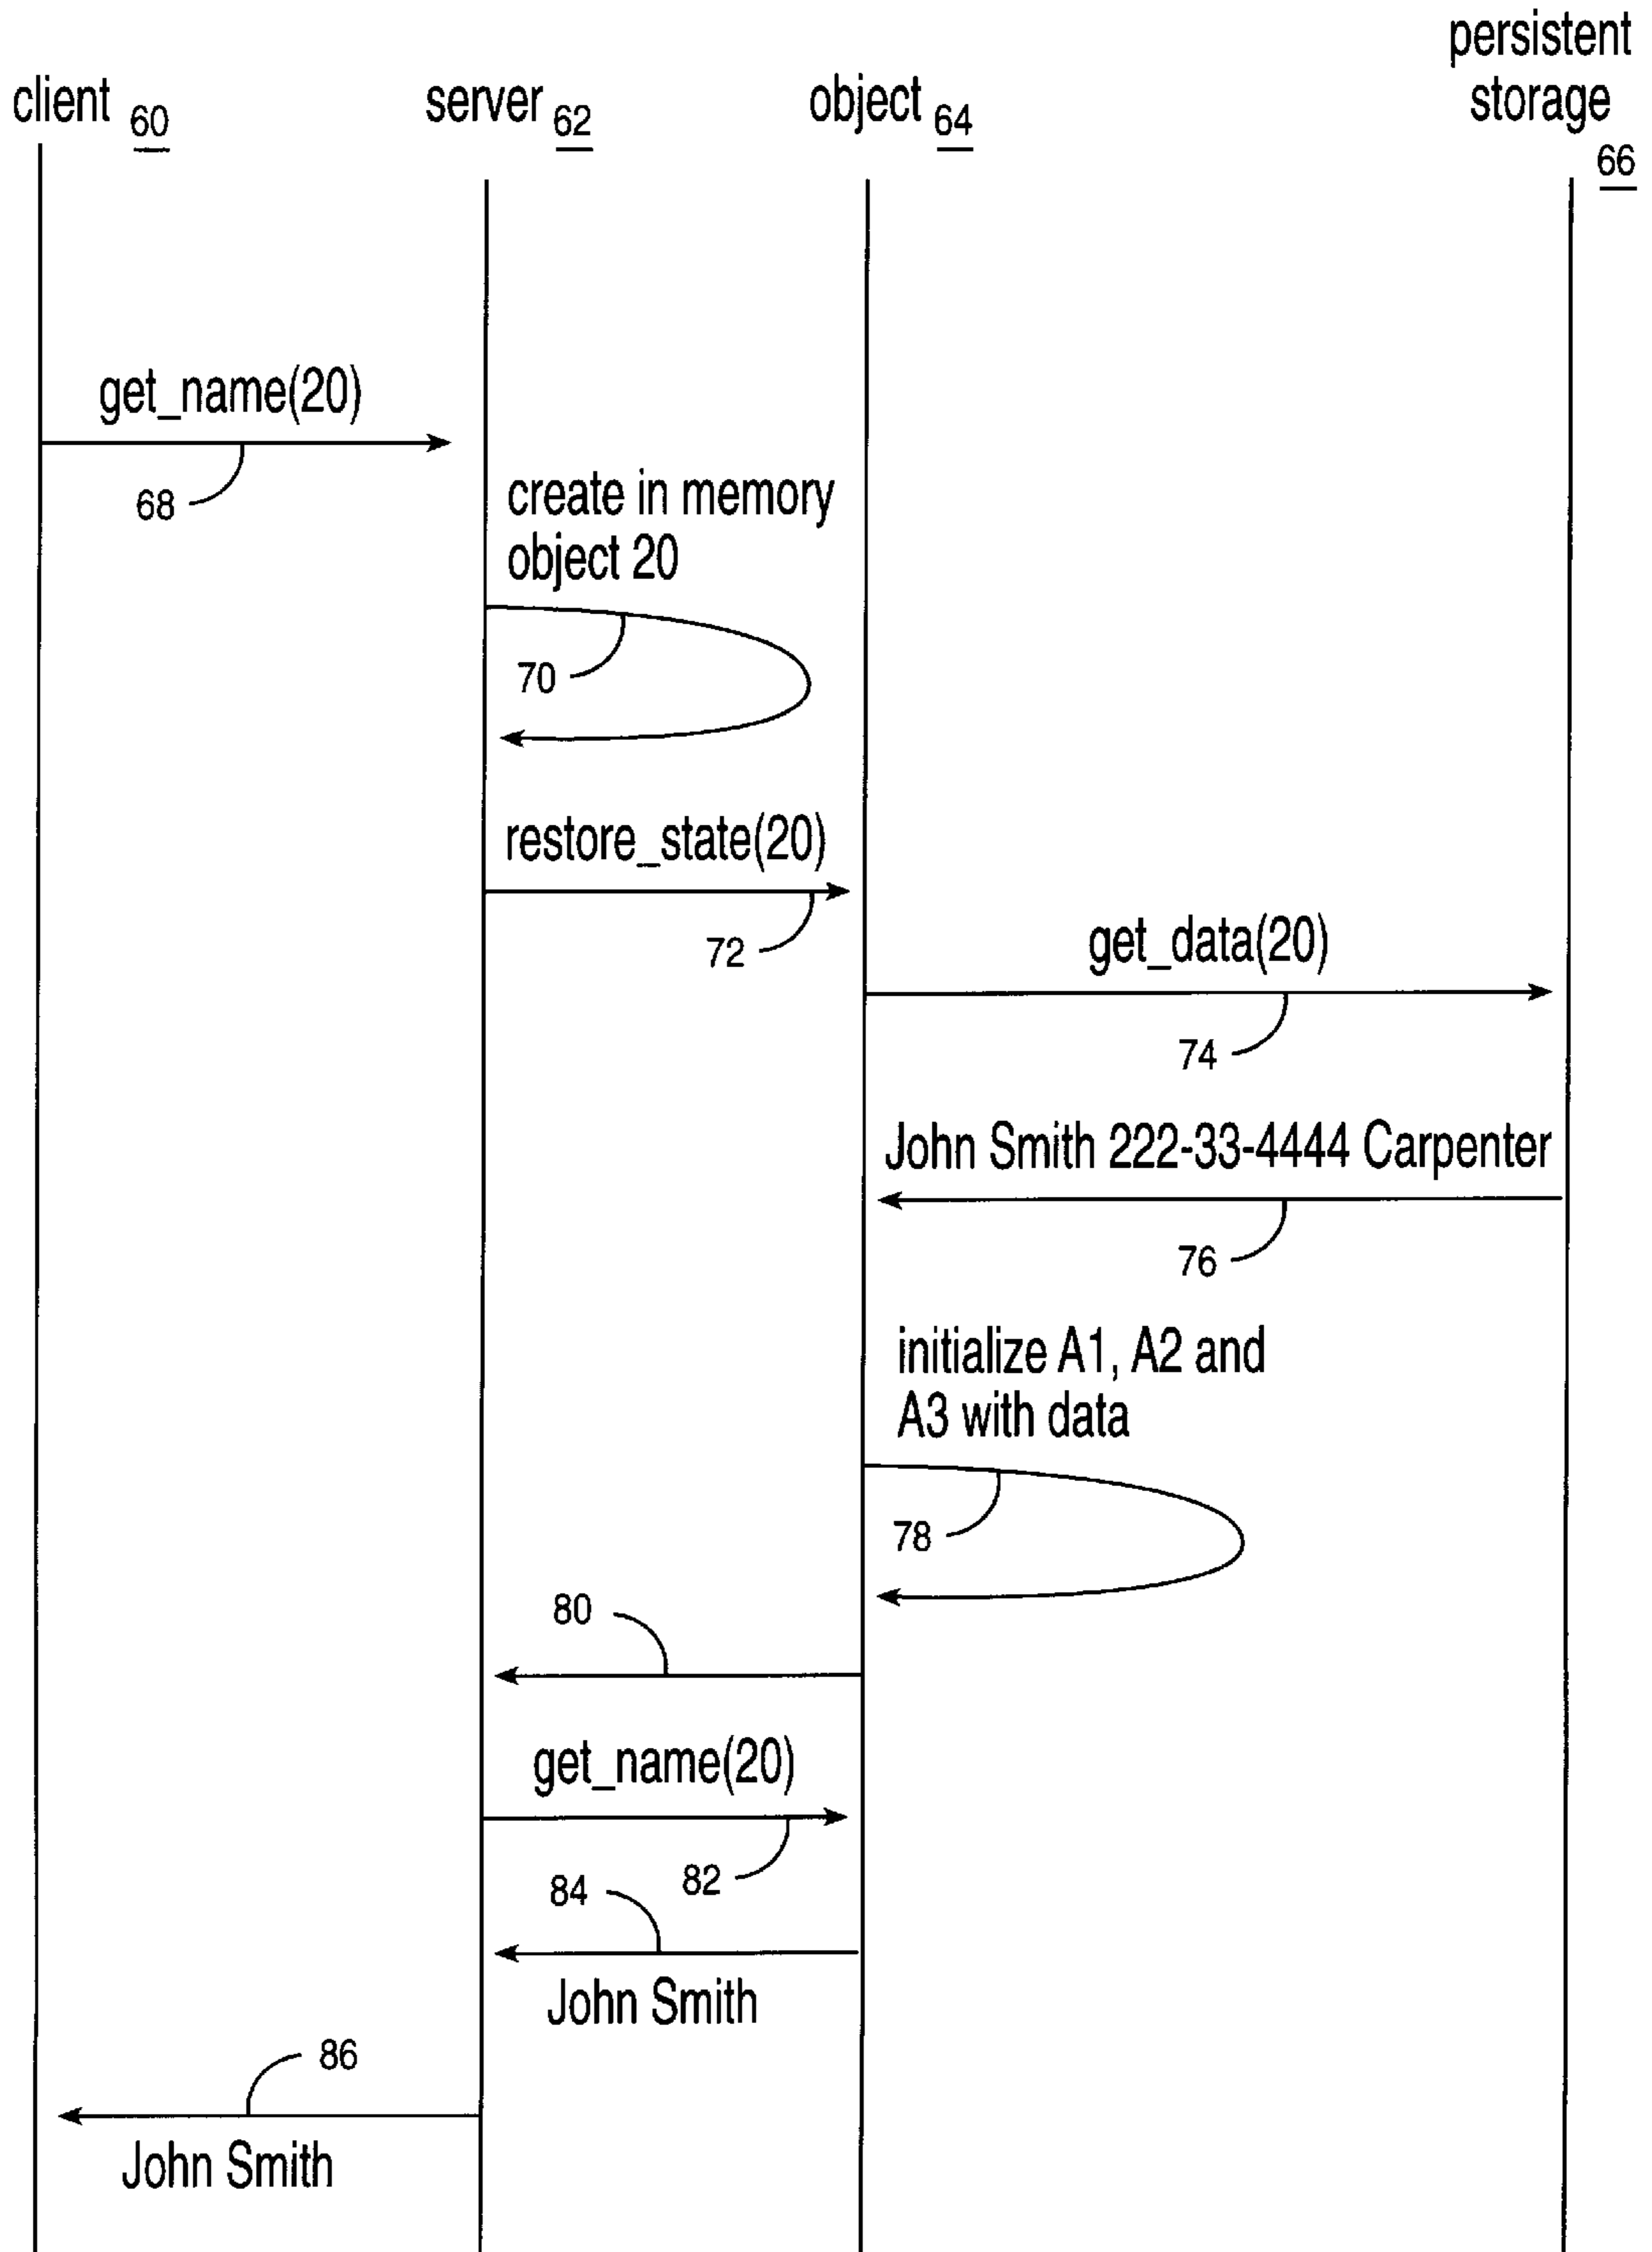 persistent
storage
66
client 60
server 62
object 64
get_name(20)
68
create in memory
object 20
70
restore_state(20)
72
get_data(20)
74
John Smith 222-33-4444 Carpenter
76
initialize A1, A2 and
A3 with data
78
80
get_name(20)
82
84
John Smith
86
John Smith